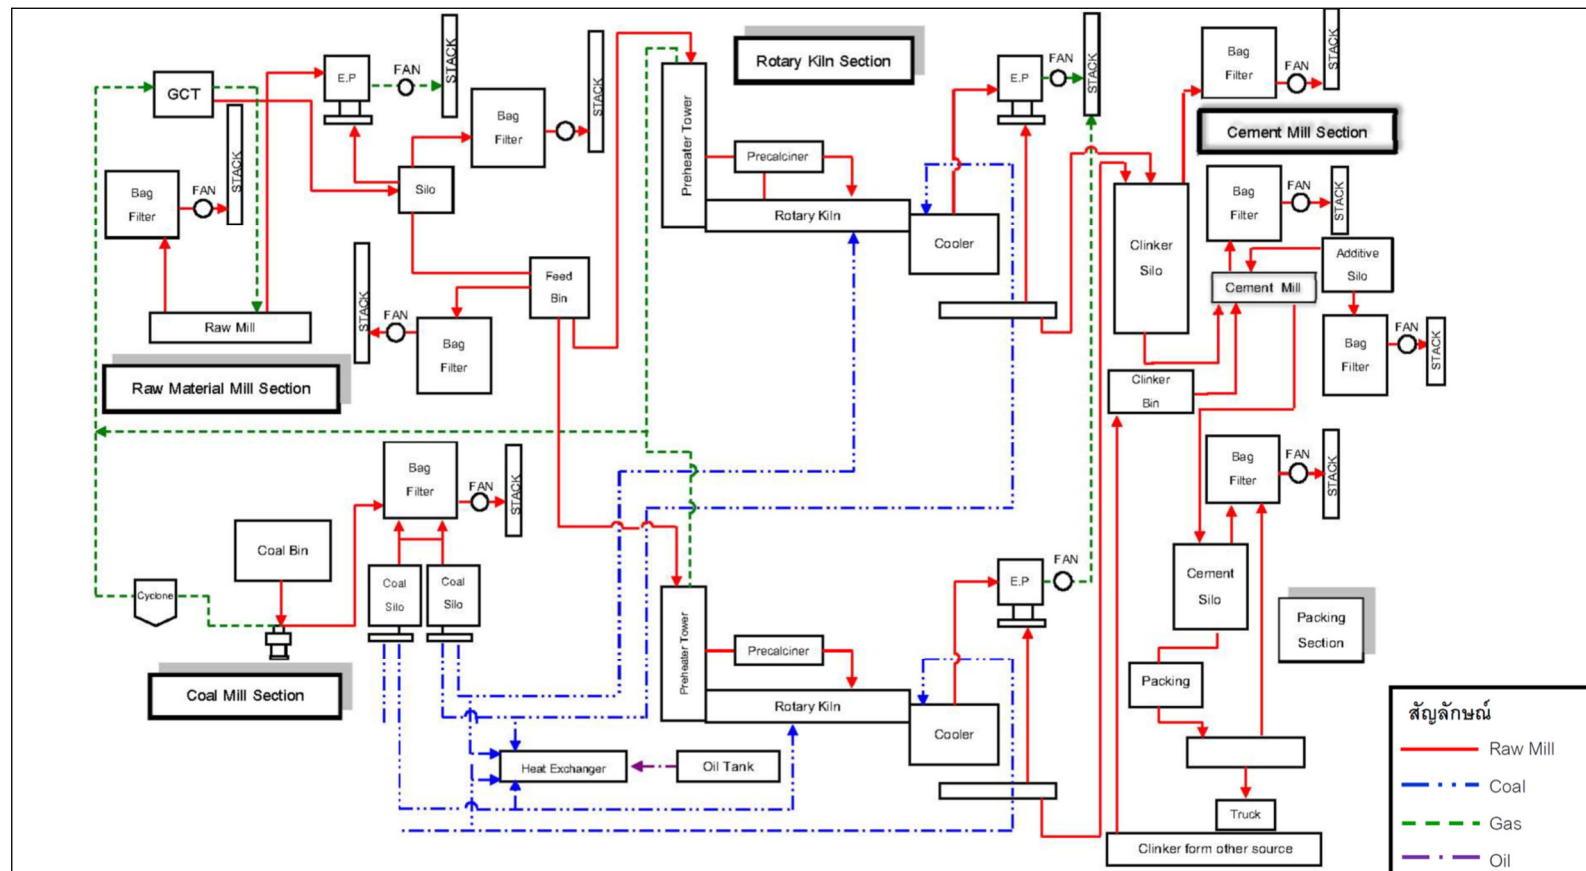 Rotary Kiln Section
E.P
FAN
STACK
GCT
Bag
Filter
FAN
STACK
Bag
Filter
STACK
Silo
Raw Mill
Raw Material Mill Section
STACK
FAN
Bag
Filter
Feed
Bin
Preheater Tower
Precalciner
Rotary Kiln
Cooler
E.P
FAN
STACK
Bag
Filter
FAN
STACK
Cement Mill Section
Clinker
Silo
Bag
Filter
FAN
STACK
Additive
Silo
Cement Mill
Bag
Filter
FAN
STACK
Clinker
Bin
Bag
Filter
FAN
STACK
Cement
Silo
Packing
Section
Packing
Truck
Clinker form other source
Bag
Filter
FAN
STACK
Coal Bin
Coal
Silo
Coal
Silo
Cyclone
Coal Mill Section
Heat Exchanger
Oil Tank
Preheater Tower
Precalciner
Rotary Kiln
Cooler
E.P
FAN
สัญลักษณ์
Raw Mill
Coal
Gas
Oil